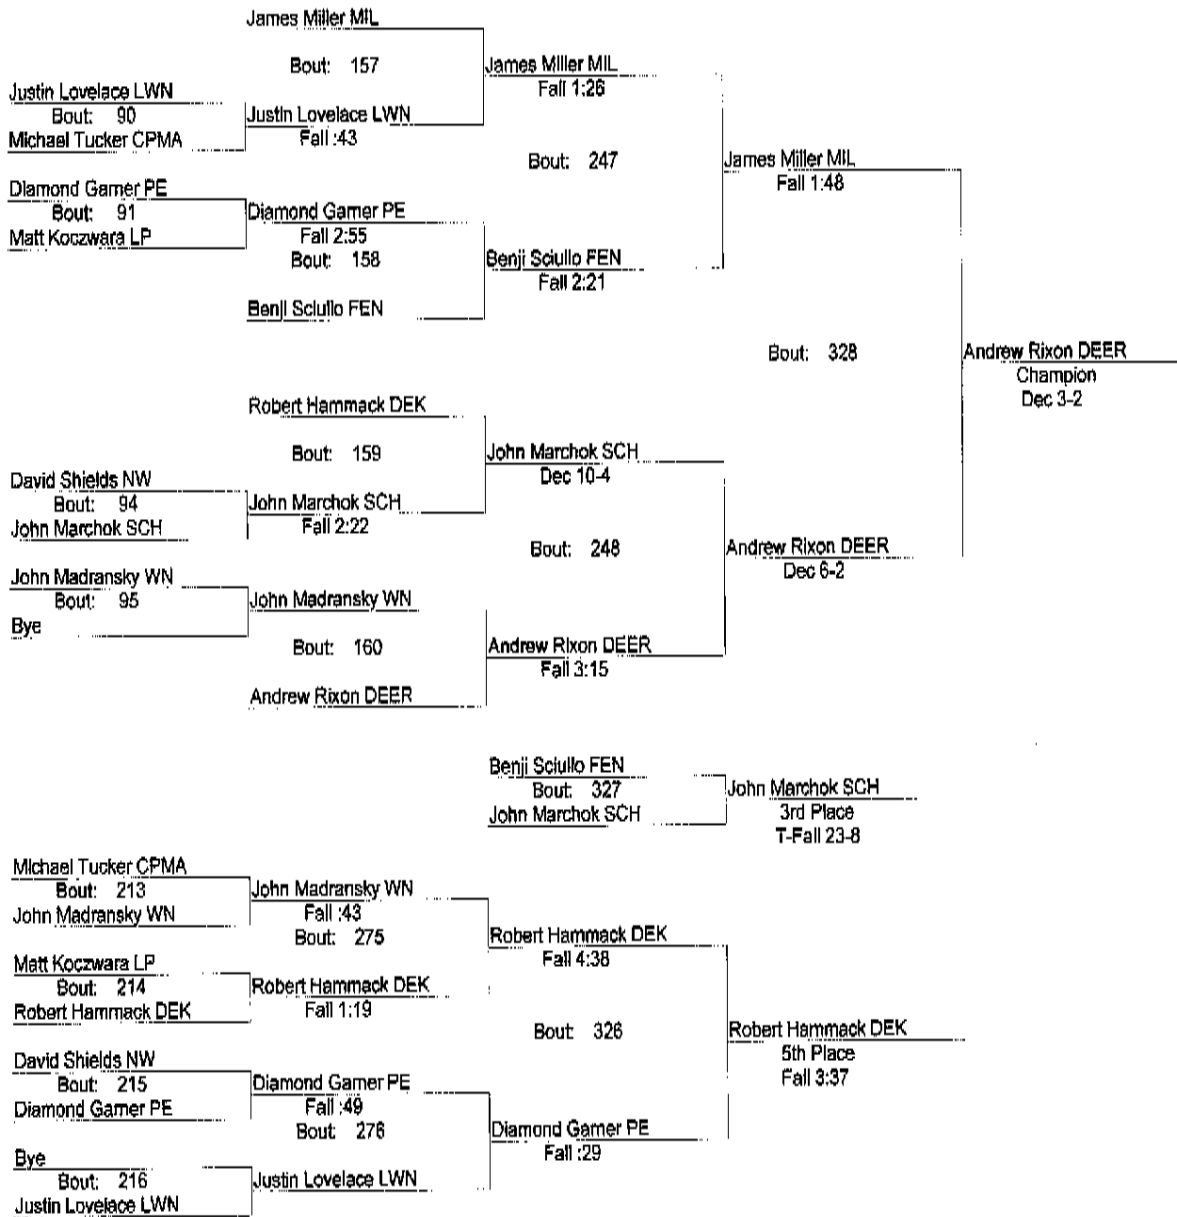 James Miller MIL
Bout: 157
James Miller MIL
Fall 1:26
Justin Lovelace LWN
Bout: 90
Michael Tucker CPMA
Justin Lovelace LWN
Fall :43
Bout: 247
James Miller MIL
Fall 1:48
Diamond Garner PE
Bout: 91
Matt Koczwara LP
Diamond Garner PE
Fall 2:55
Bout: 158
Benji Sciullo FEN
Fall 2:21
Benji Sciullo FEN
Bout: 328
Andrew Rixon DEER
Champion
Dec 3-2
Robert Hammack DEK
Bout: 159
John Marchok SCH
Dec 10-4
David Shields NW
Bout: 94
John Marchok SCH
John Marchok SCH
Fall 2:22
Bout: 248
Andrew Rixon DEER
Dec 6-2
John Madransky WN
Bout: 95
Bye
John Madransky WN
Bout: 160
Andrew Rixon DEER
Fall 3:15
Andrew Rixon DEER
Benji Sciullo FEN
Bout: 327
John Marchok SCH
John Marchok SCH
3rd Place
T-Fall 23-8
Michael Tucker CPMA
Bout: 213
John Madransky WN
John Madransky WN
Fall :43
Bout: 275
Robert Hammack DEK
Fall 4:38
Matt Koczwara LP
Bout: 214
Robert Hammack DEK
Robert Hammack DEK
Fall 1:19
Bout: 326
Robert Hammack DEK
5th Place
Fall 3:37
David Shields NW
Bout: 215
Diamond Garner PE
Diamond Garner PE
Fall :49
Bout: 276
Diamond Garner PE
Fall :29
Bye
Bout: 216
Justin Lovelace LWN
Justin Lovelace LWN